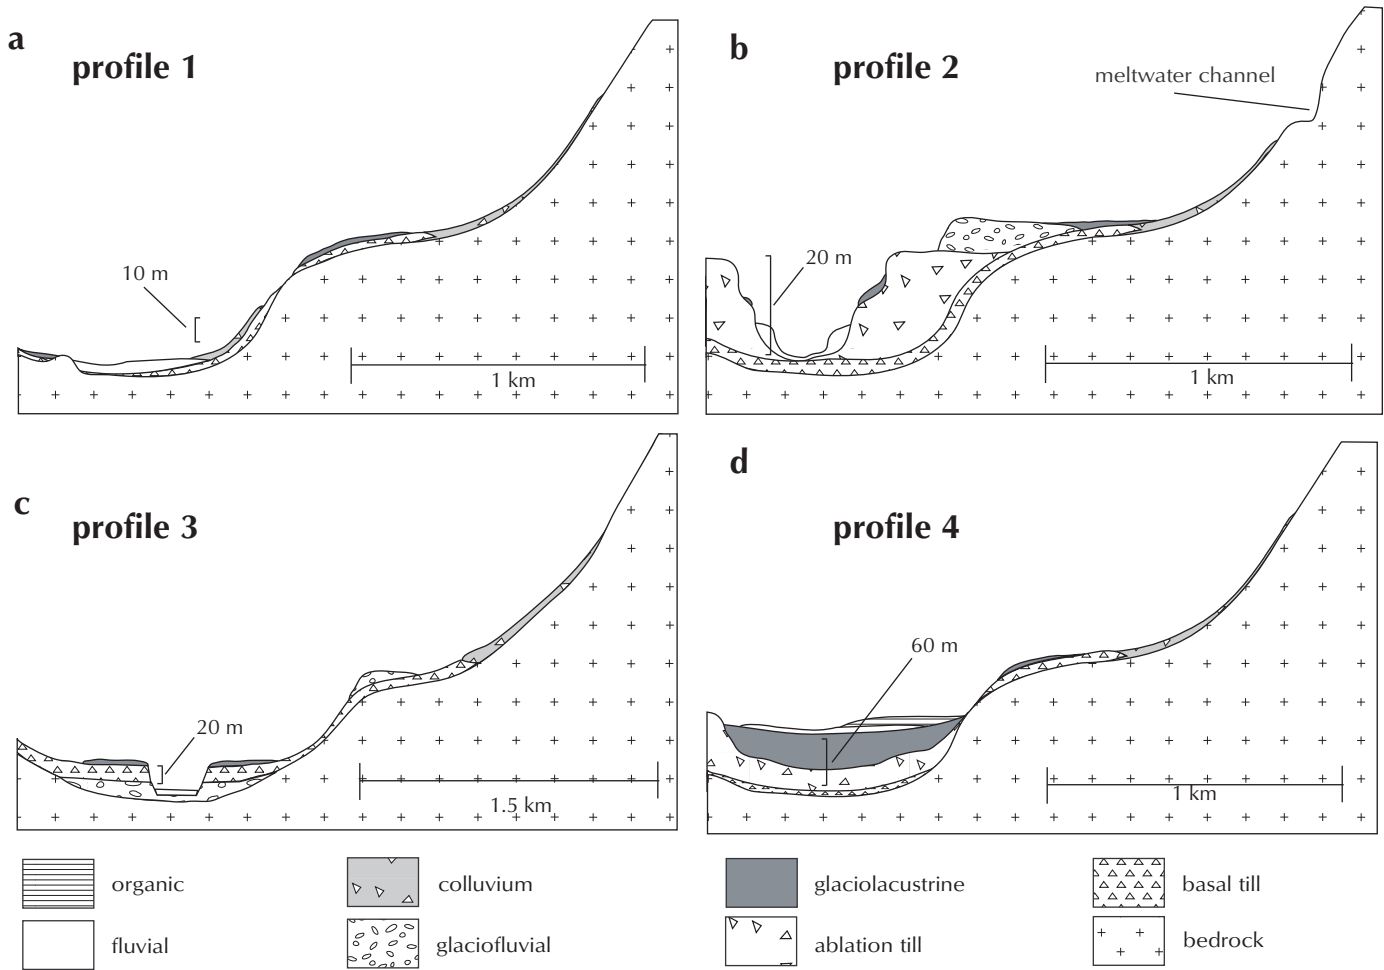 a
profile 1
10 m
1 km
b
profile 2
meltwater channel
20 m
1 km
c
profile 3
20 m
1.5 km
d
profile 4
60 m
1 km
organic
colluvium
glaciolacustrine
basal till
fluvial
glaciofluvial
ablation till
bedrock